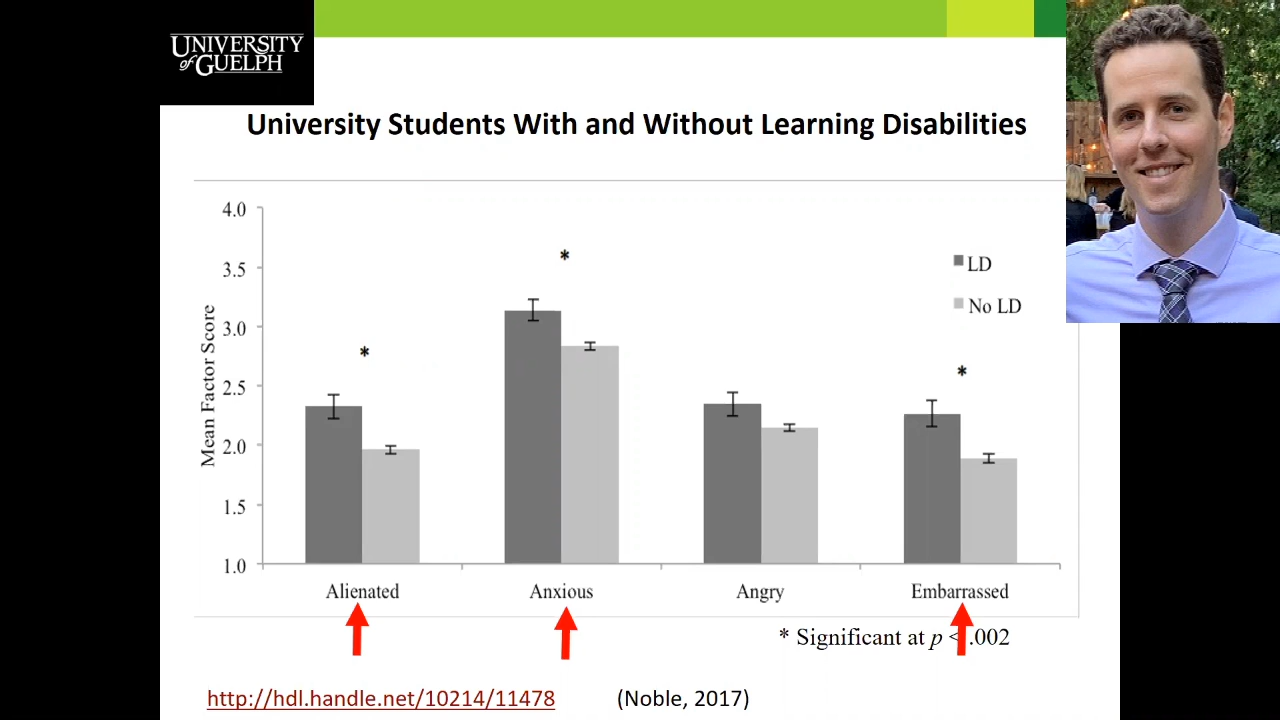 UNIVERSITY
of GUELPH
University Students With and Without Learning Disabilities
Mean Factor Score
4.0
3.5
3.0
2.5
2.0
1.5
1.0
*
*
*
LD
No LD
Alienated
Anxious
Angry
Embarrassed
* Significant at p < .002
http://hdl.handle.net/10214/11478
(Noble, 2017)